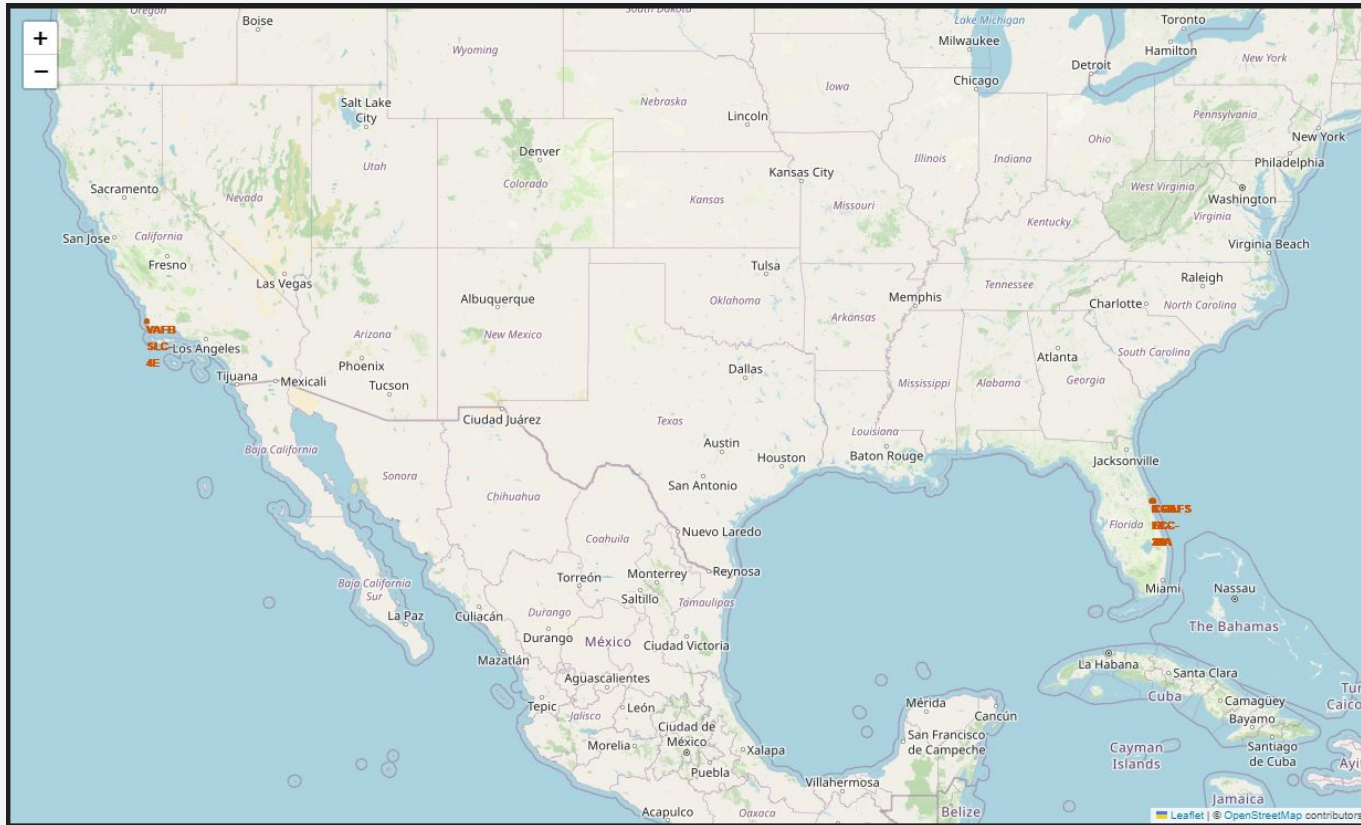 Oregon
Boise
South Dakota
Lake Michigan
Toronto
Wyoming
Milwaukee
Hamilton
Detroit
New York
Chicago
Salt Lake
City
Nebraska
Iowa
Lincoln
Pennsylvania
New York
Ohio
Illinois
Indiana
Denver
Utah
Philadelphia
Kansas City
Colorado
Sacramento
Nevada
West Virginia
Washington
Kansas
Missouri
Virginia
Kentucky
San Jose
California
Virginia Beach
Fresno
Tulsa
Las Vegas
Raleigh
Tennessee
Albuquerque
Oklahoma
Memphis
Charlotte
North Carolina
Arkansas
VAFB
Arizona
New Mexico
SLC-
Los Angeles
South Carolina
Atlanta
4E
Phoenix
Dallas
Tijuana
Mexicali
Tucson
Mississippi
Alabama
Georgia
Ciudad Juárez
Texas
Louisiana
Austin
Baja California
Houston
Baton Rouge
Jacksonville
Sonora
San Antonio
Chihuahua
Florida
Nuevo Laredo
Coahuila
Reynosa
Torreón
Monterrey
Baja California
Sur
Miami
Nassau
Saltillo
Tamaulipas
La Paz
Culiacán
Durango
The Bahamas
Durango
México
Ciudad Victoria
Mazatlán
La Habana
Santa Clara
Aguascalientes
Cuba
Camagüey
Tepic
León
Mérida
Cancún
Jalisco
Bayamo
Ciudad de
México
San Francisco
de Campeche
Morelia
Xalapa
Cayman
Islands
Santiago
de Cuba
Puebla
Villahermosa
Jamaica
Acapulco
Oaxaca
Belize
Leaflet | © OpenStreetMap contributors
+
−